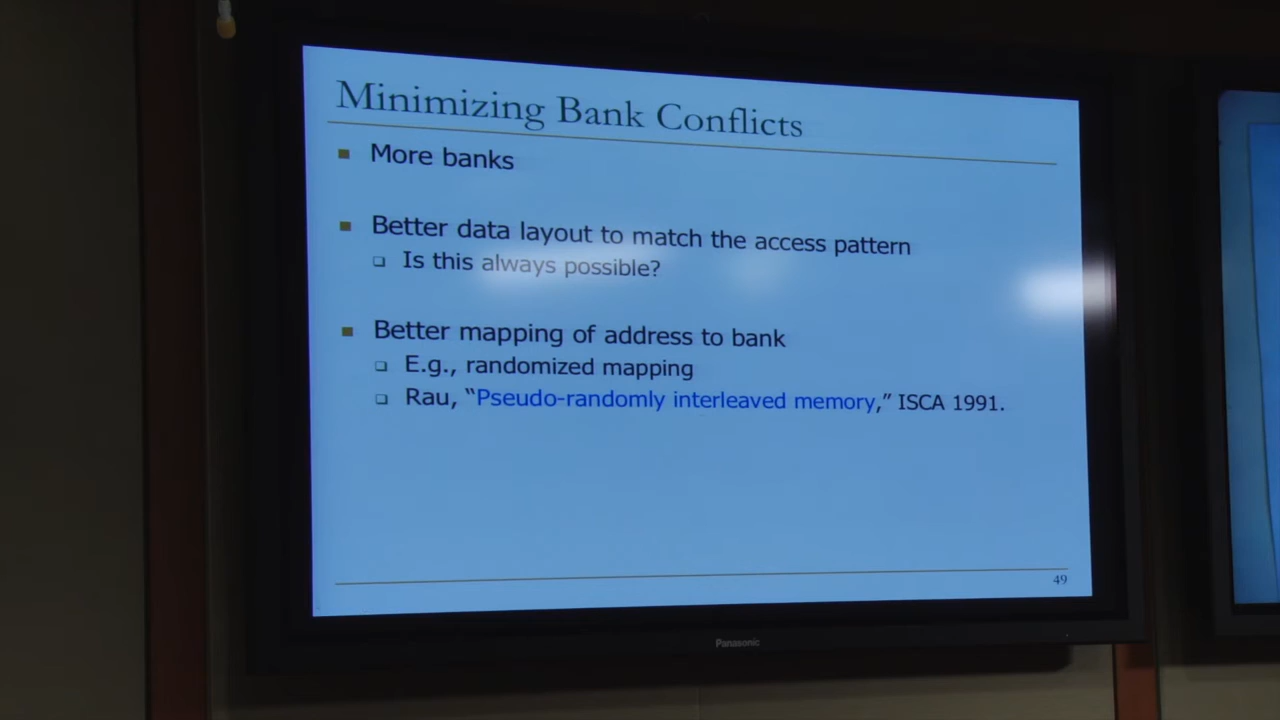 Minimizing Bank Conflicts
More banks
Better data layout to match the access pattern
Is this always possible?
Better mapping of address to bank
E.g., randomized mapping
Rau, “Pseudo-randomly interleaved memory,” ISCA 1991.
49
Panasonic